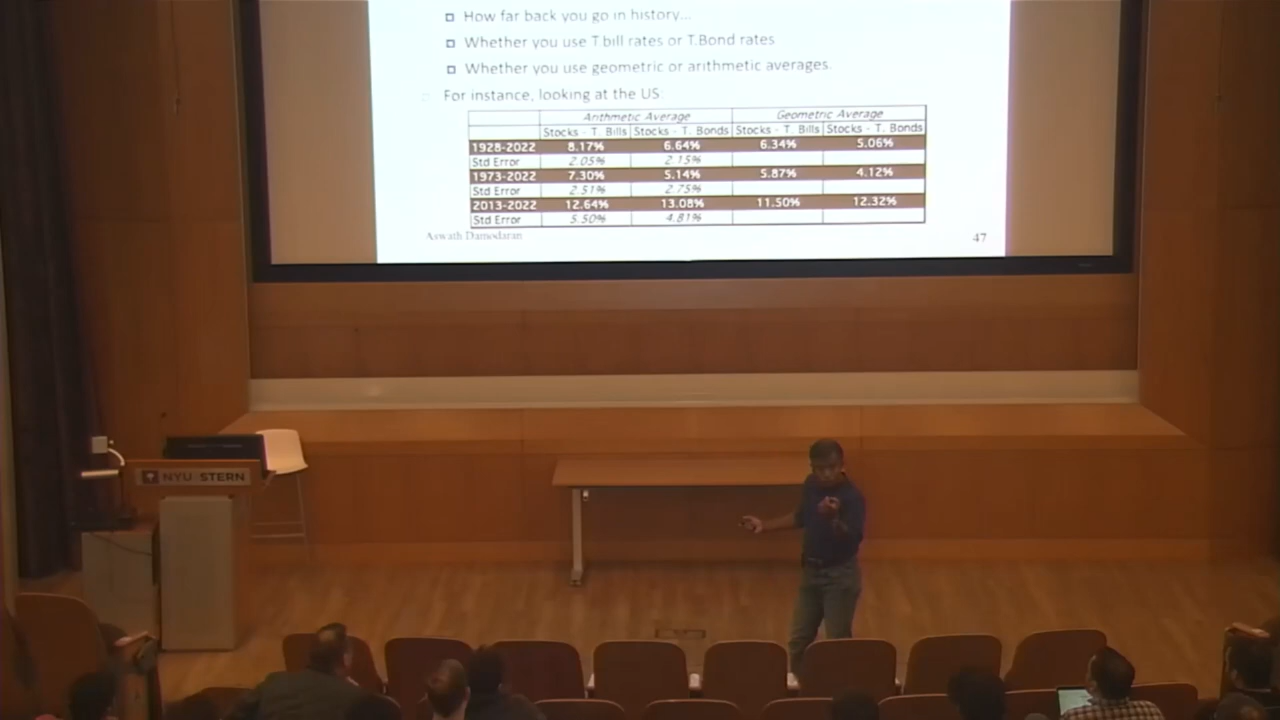 How far back you go in history…
Whether you use T.bill rates or T.Bond rates
Whether you use geometric or arithmetic averages.
For instance, looking at the US:
Arithmetic Average Geometric Average
Stocks - T. Bills Stocks - T. Bonds Stocks - T. Bills Stocks - T. Bonds
1928-2022 8.17% 6.64% 6.34% 5.06%
Std Error 2.05% 2.15%
1973-2022 7.30% 5.14% 5.87% 4.12%
Std Error 2.51% 2.75%
2013-2022 12.64% 13.08% 11.50% 12.32%
Std Error 5.50% 4.81%
Aswath Damodaran
47
NYU STERN